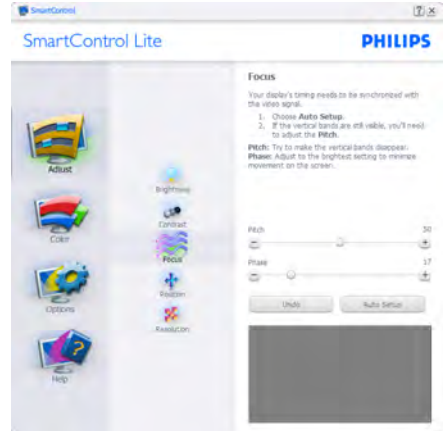 SmartControl
SmartControl Lite
PHILIPS
Adjust
Color
Options
Help
Brightness
Contrast
Focus
Position
Resolution
Focus
Your display's timing needs to be synchronized with
the video signal.
1. Choose Auto Setup.
2. If the vertical bands are still visible, you'll need
to adjust the Pitch.
Pitch: Try to make the vertical bands disappear.
Phase: Adjust to the brightest setting to minimize
movement on the screen.
Pitch 50
Phase 17
Undo Auto Setup